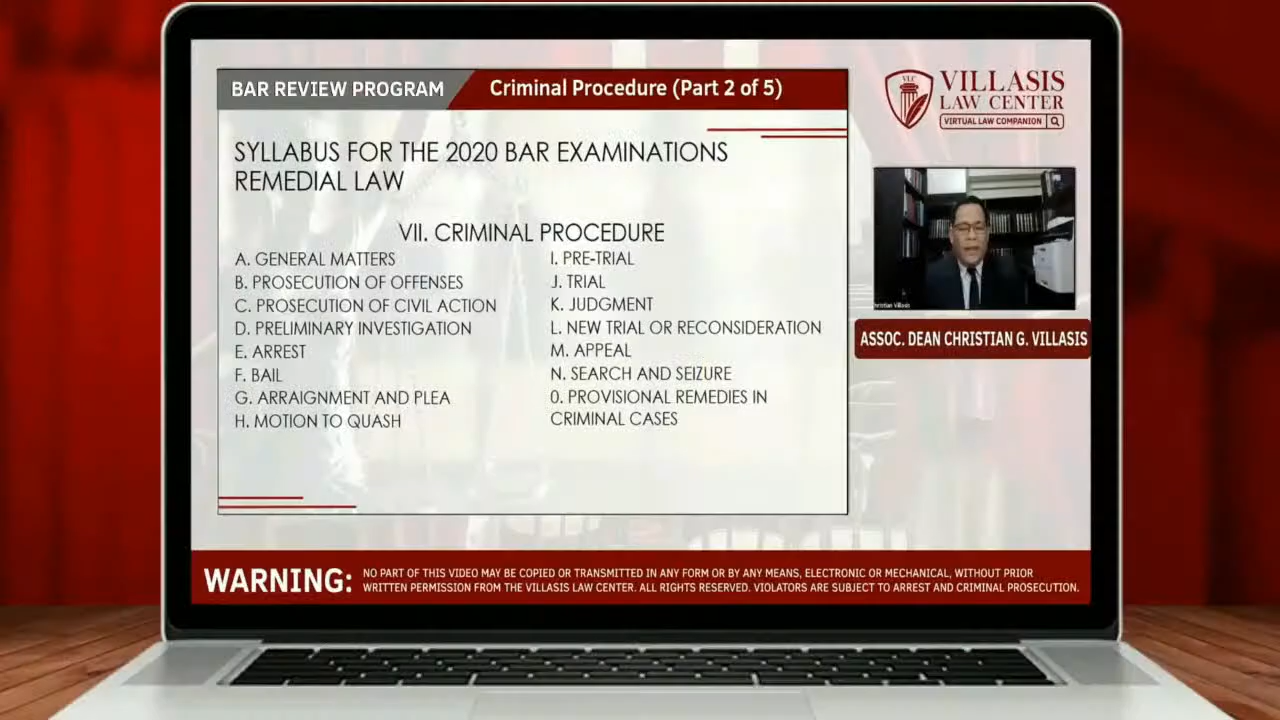 BAR REVIEW PROGRAM
Criminal Procedure (Part 2 of 5)
SYLLABUS FOR THE 2020 BAR EXAMINATIONS
REMEDIAL LAW
VII. CRIMINAL PROCEDURE
A. GENERAL MATTERS
B. PROSECUTION OF OFFENSES
C. PROSECUTION OF CIVIL ACTION
D. PRELIMINARY INVESTIGATION
E. ARREST
F. BAIL
G. ARRAIGNMENT AND PLEA
H. MOTION TO QUASH
I. PRE-TRIAL
J. TRIAL
K. JUDGMENT
L. NEW TRIAL OR RECONSIDERATION
M. APPEAL
N. SEARCH AND SEIZURE
0. PROVISIONAL REMEDIES IN
CRIMINAL CASES
VLC
VILLASIS
LAW CENTER
VIRTUAL LAW COMPANION
hristian Villasis
ASSOC. DEAN CHRISTIAN G. VILLASIS
WARNING:
NO PART OF THIS VIDEO MAY BE COPIED OR TRANSMITTED IN ANY FORM OR BY ANY MEANS, ELECTRONIC OR MECHANICAL, WITHOUT PRIOR
WRITTEN PERMISSION FROM THE VILLASIS LAW CENTER. ALL RIGHTS RESERVED. VIOLATORS ARE SUBJECT TO ARREST AND CRIMINAL PROSECUTION.